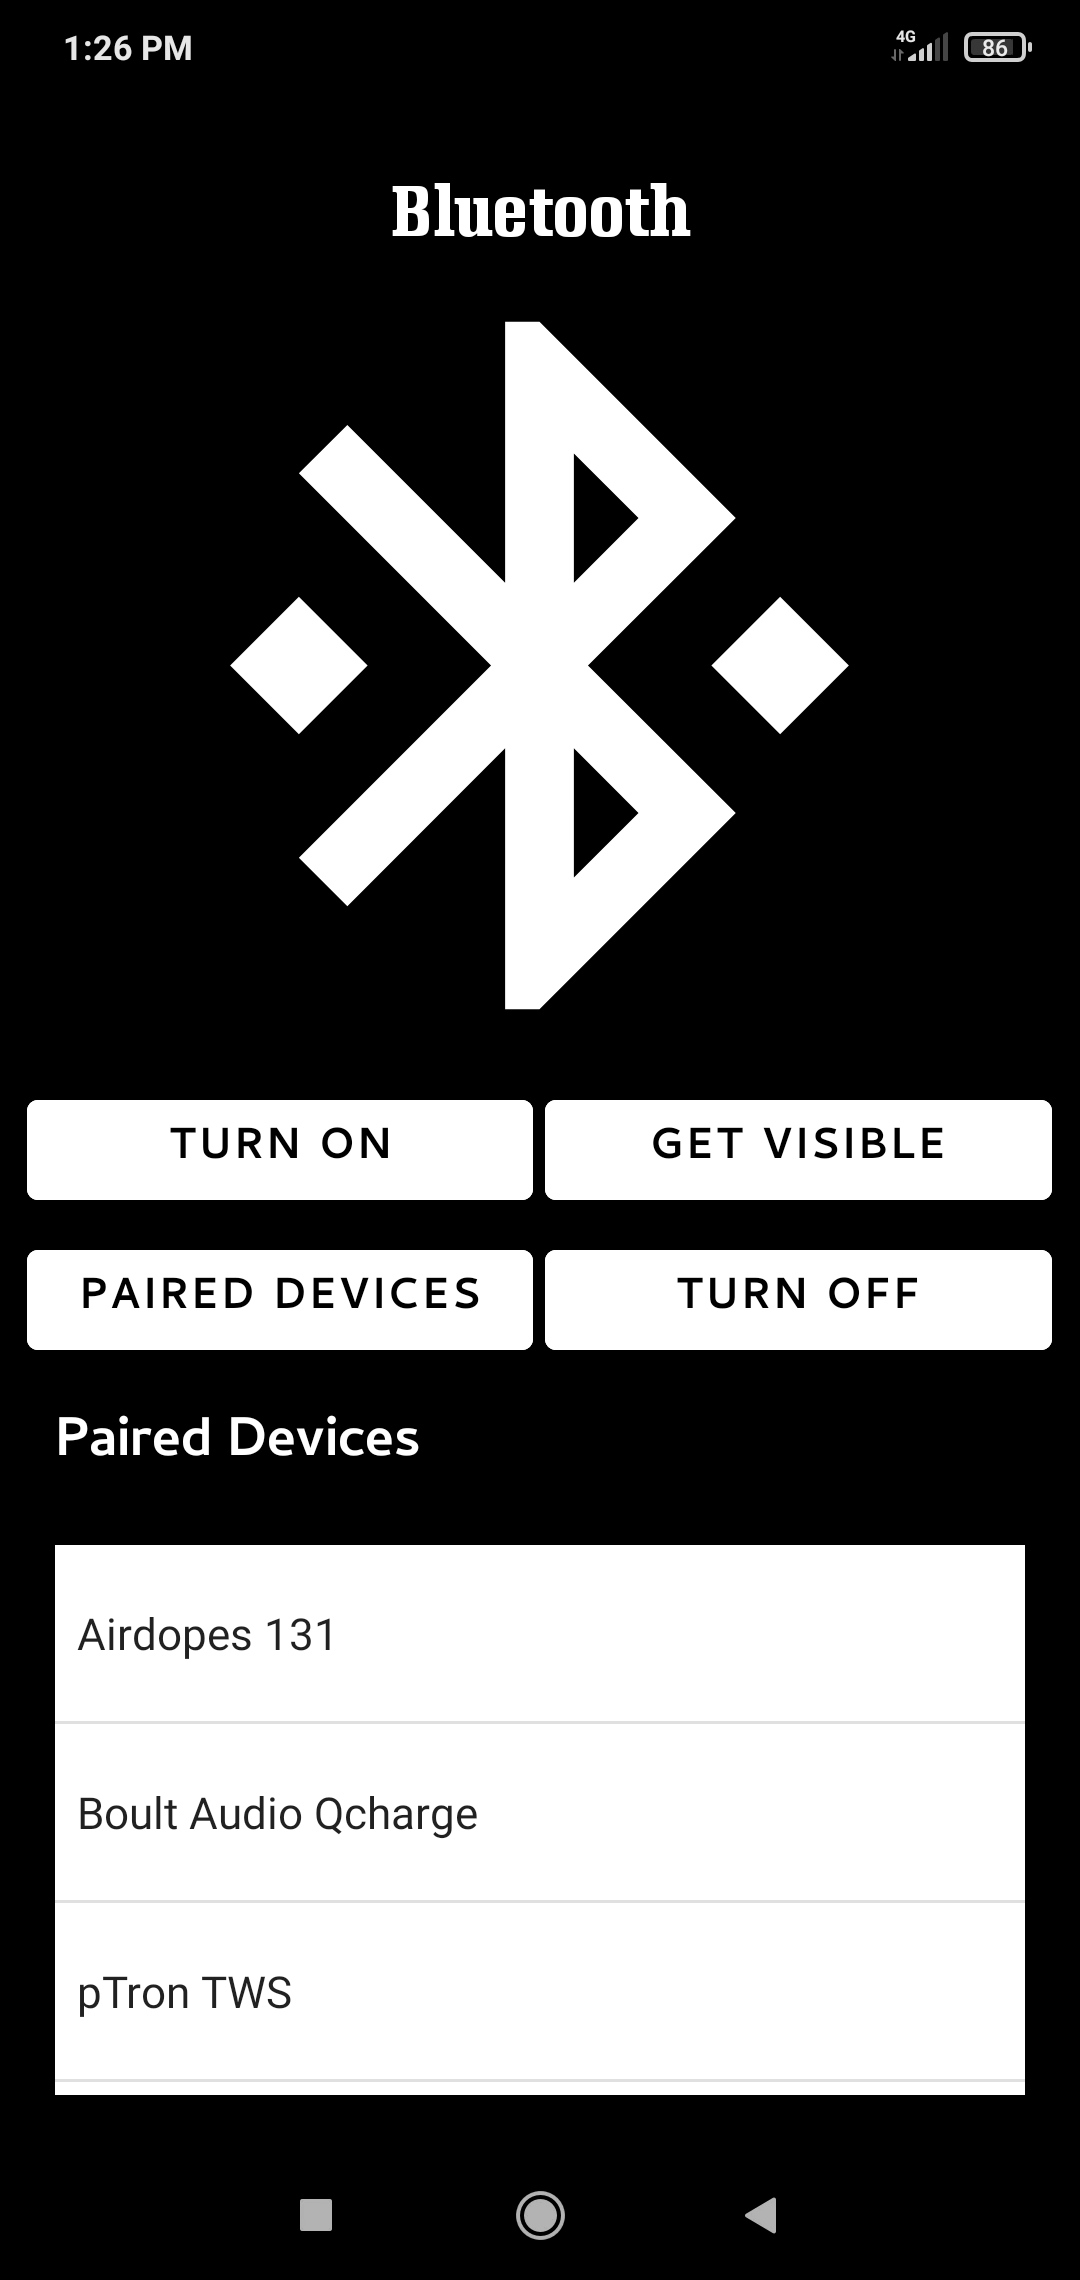 1:26 PM
4G
86
Bluetooth
TURN ON
GET VISIBLE
PAIRED DEVICES
TURN OFF
Paired Devices
Airdopes 131
Boult Audio Qcharge
pTron TWS